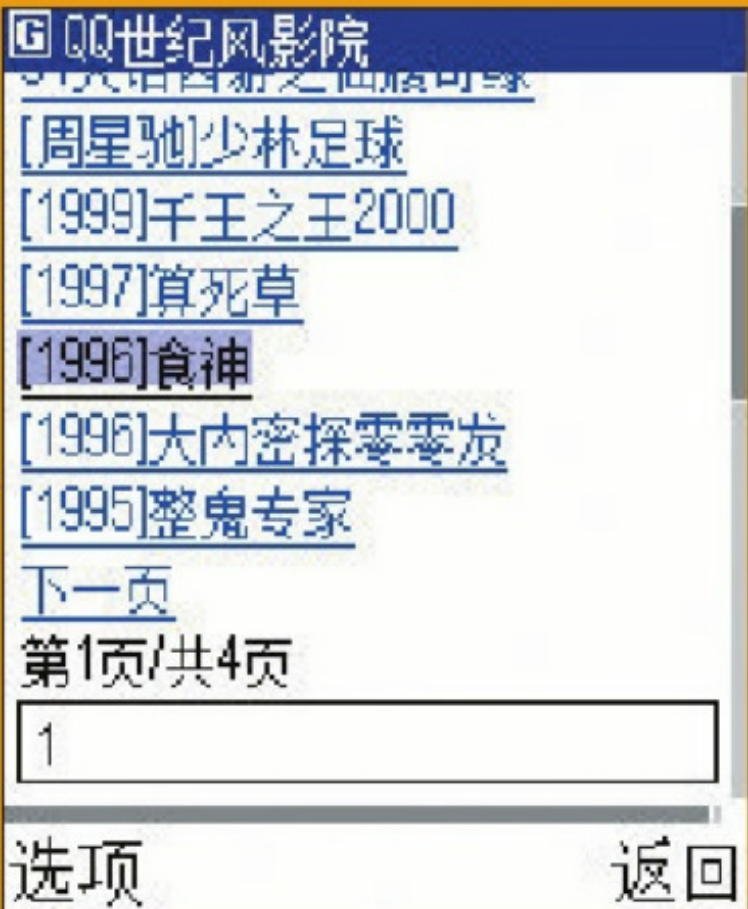 G QQ世纪风影院
[周星驰]少林足球
[1999]千王之王2000
[1997]算死草
[1996]食神
[1996]大内密探零零发
[1995]整鬼专家
下一页
第1页/共4页
1
选项 返回